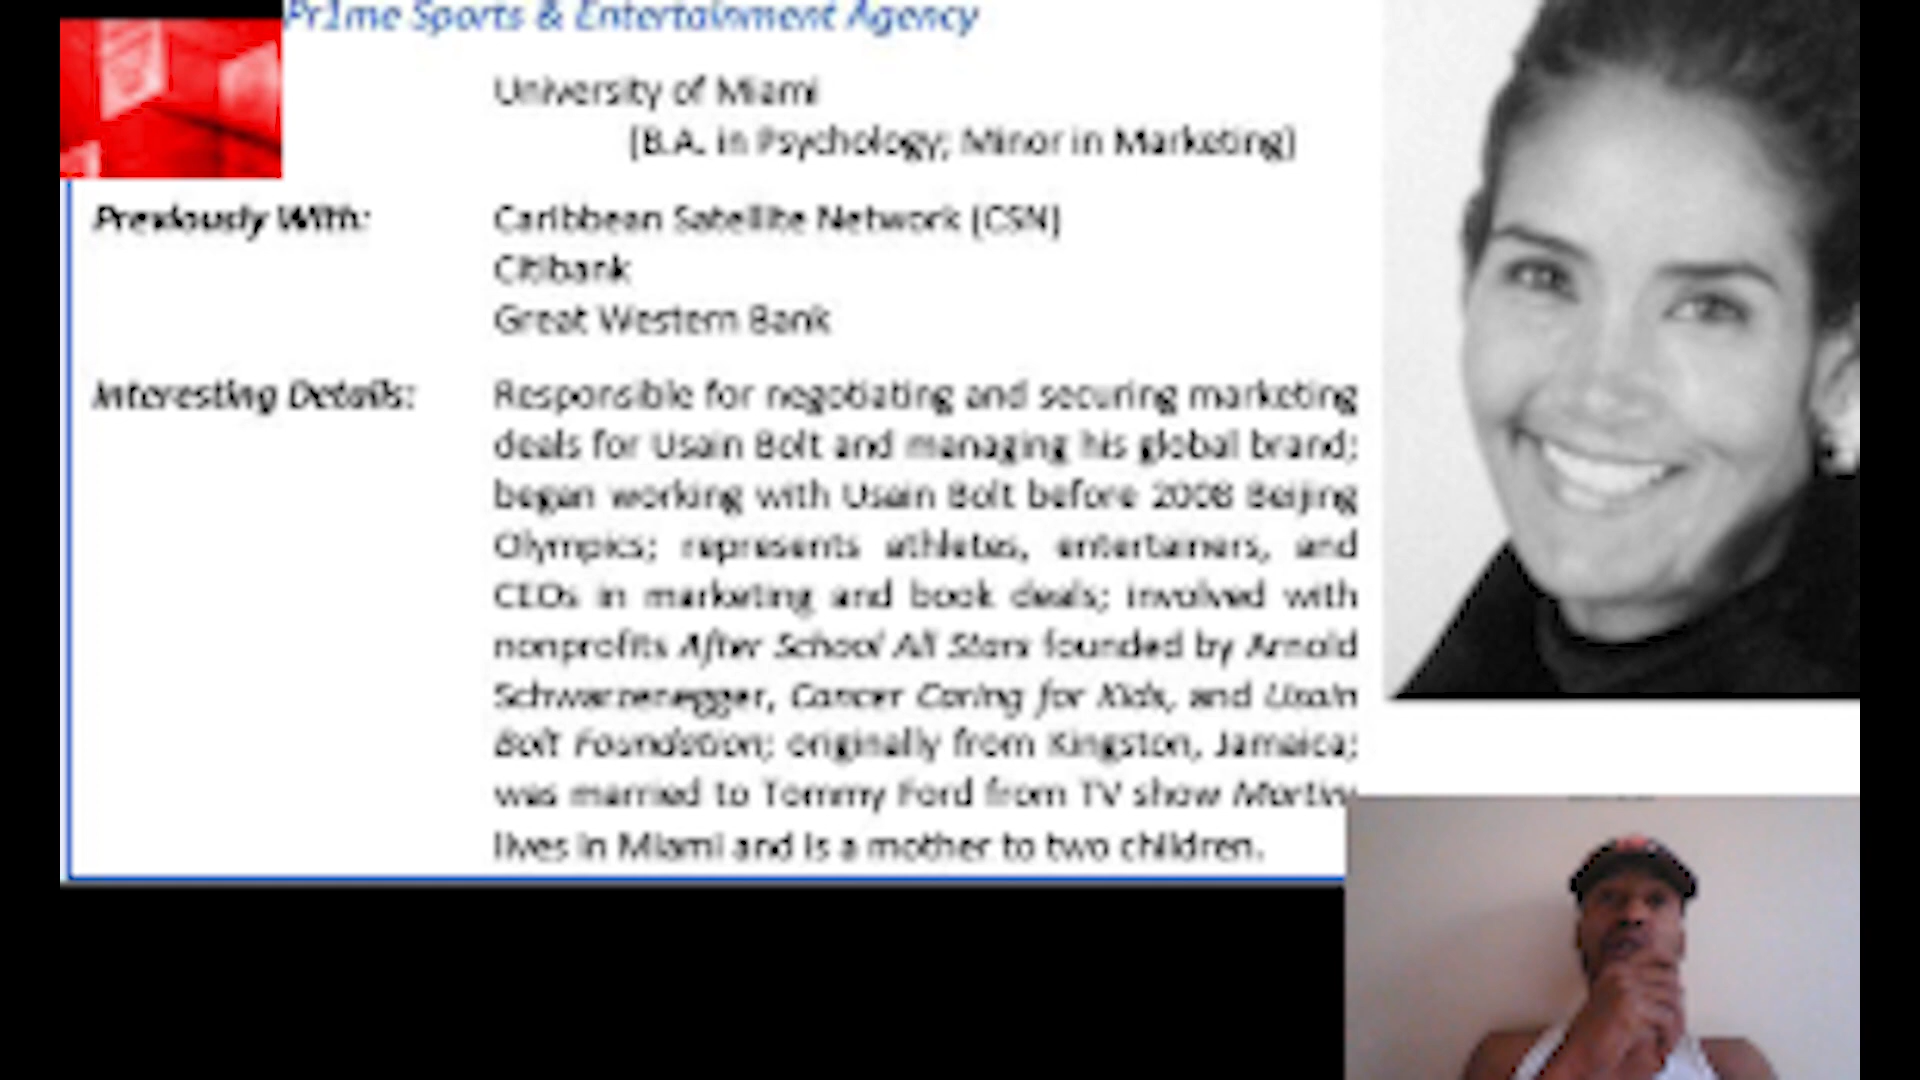 Pr1me Sports & Entertainment Agency
University of Miami
(B.A. in Psychology; Minor in Marketing)
Previously With:
Caribbean Satellite Network (CSN)
Citibank
Great Western Bank
Interesting Details:
Responsible for negotiating and securing marketing
deals for Usain Bolt and managing his global brand;
began working with Usain Bolt before 2008 Beijing
Olympics; represents athletes, entertainers, and
CEOs in marketing and book deals; involved with
nonprofits After School All Stars founded by Arnold
Schwarzenegger, Cancer Caring for Kids, and Usain
Bolt Foundation; originally from Kingston, Jamaica;
was married to Tommy Ford from TV show Martin,
lives in Miami and is a mother to two children.